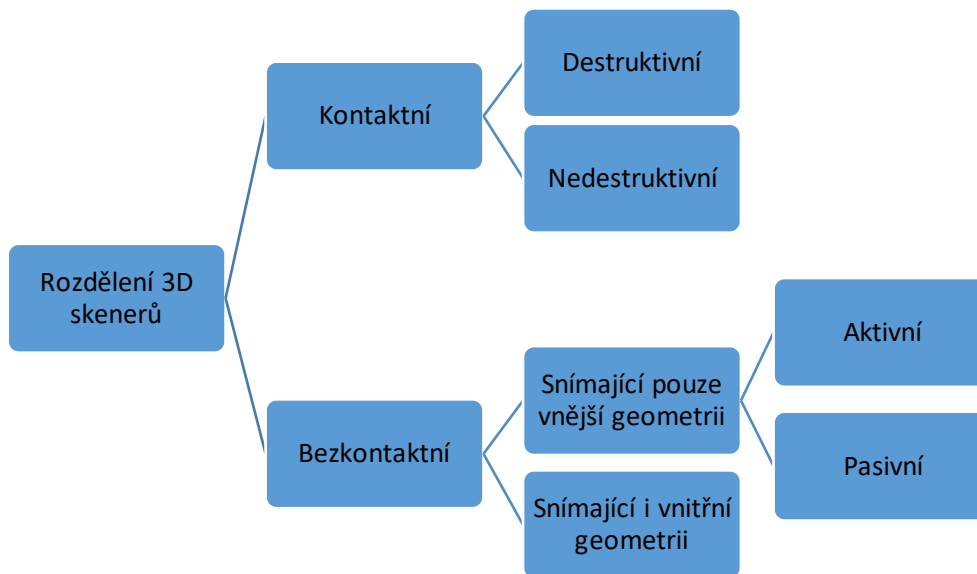 Rozdělení 3D
skenerů
Kontaktní
Destruktivní
Nedestruktivní
Bezkontaktní
Snímající pouze
vnější geometrii
Aktivní
Pasivní
Snímající i vnitřní
geometrii